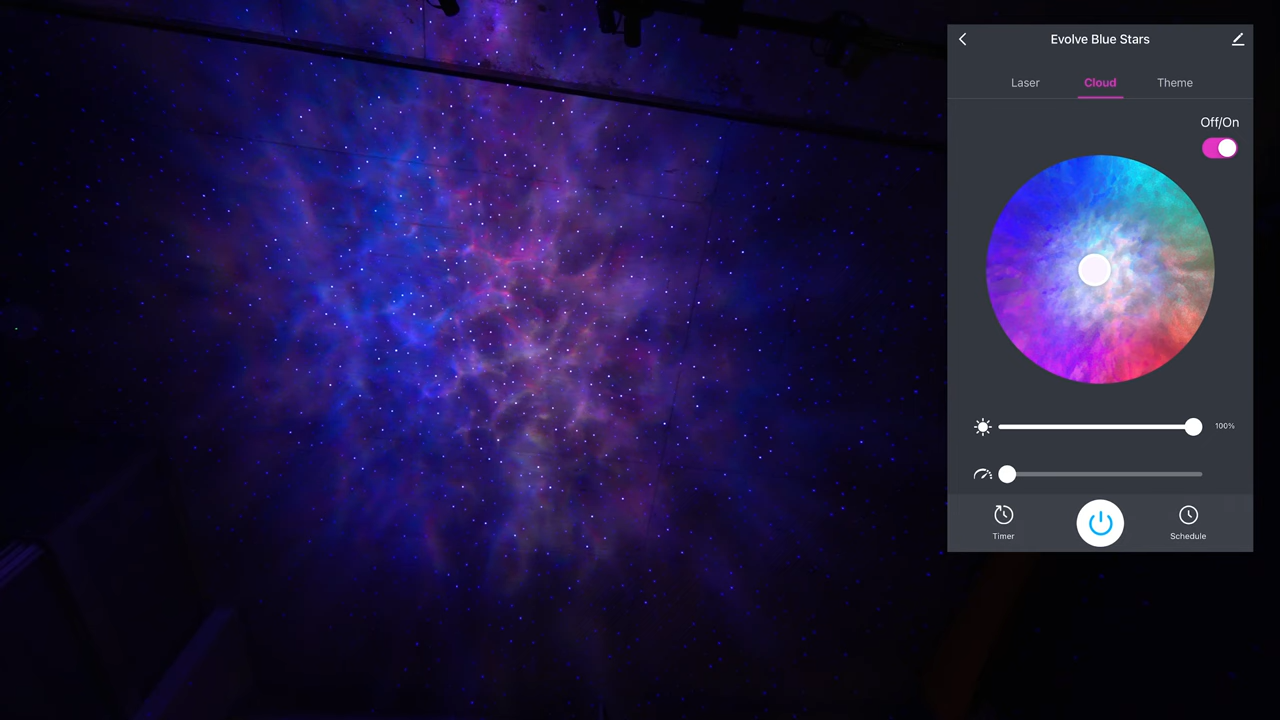 Evolve Blue Stars
Laser Cloud Theme
Off/On
100%
Timer Schedule